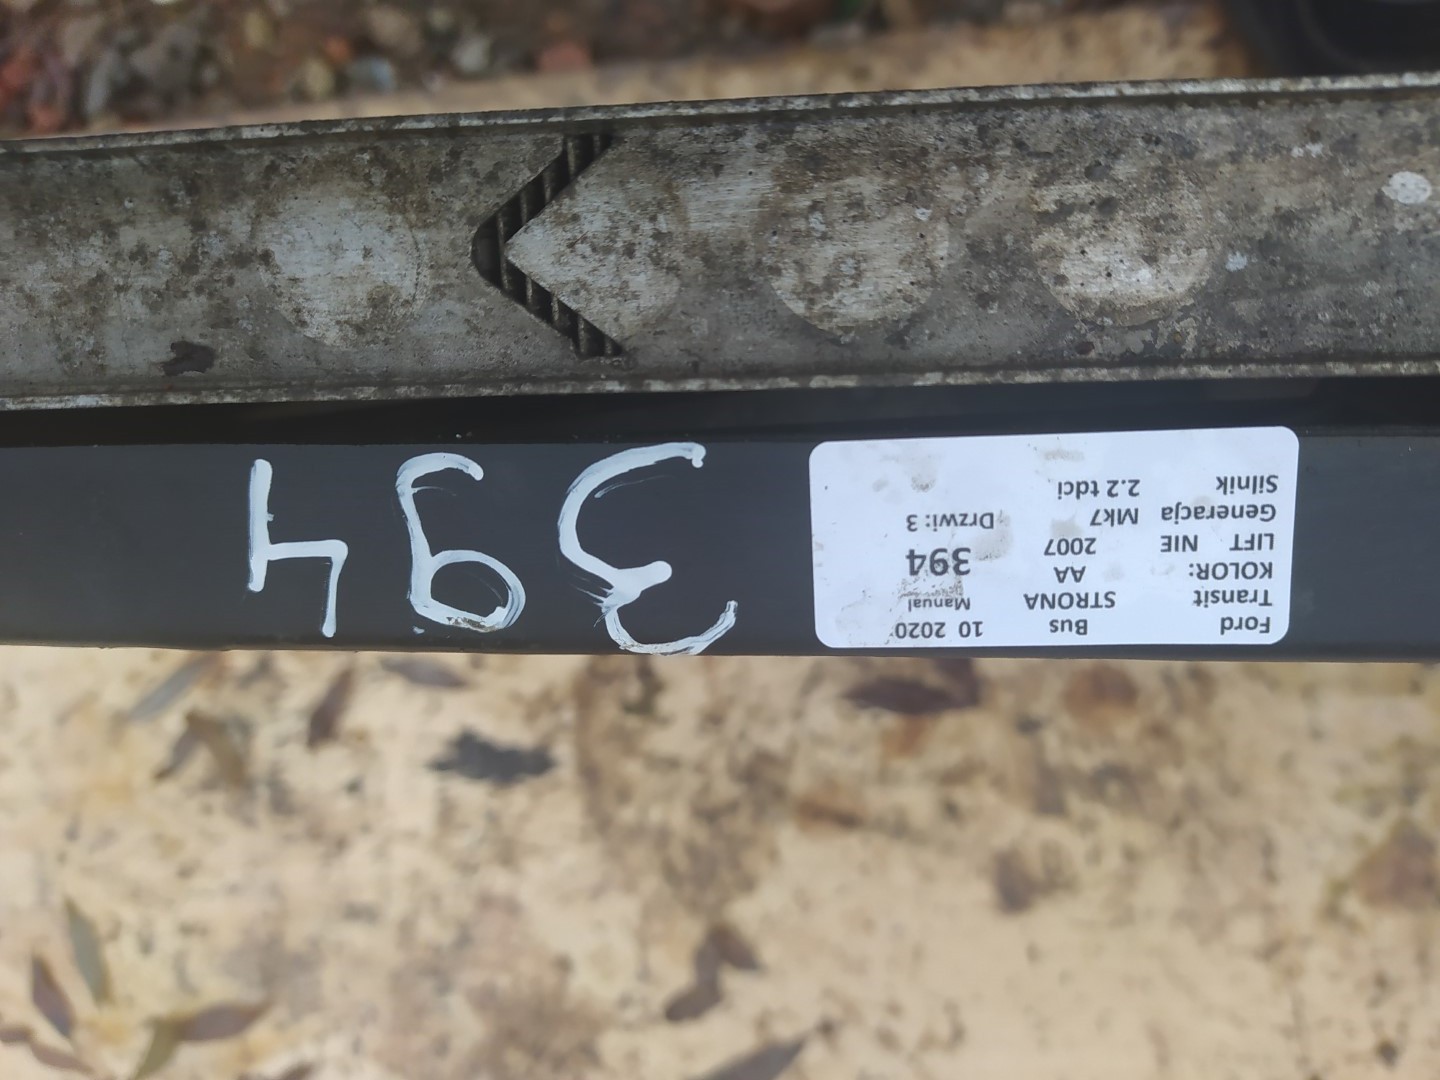 Ford Bus 10 2020
Transit STRONA Manual
KOLOR: AA 394
LIFT NIE 2007
Generacja Mk7 Drzwi: 3
Silnik 2.2 tdci
394